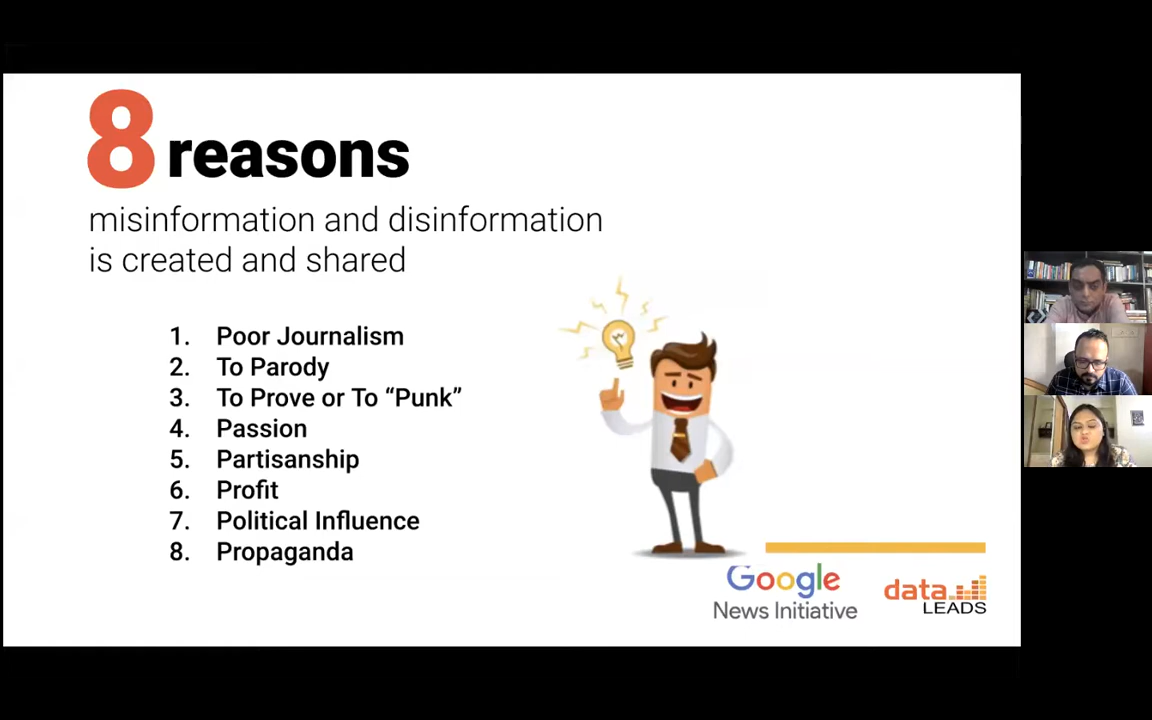 8 reasons
misinformation and disinformation
is created and shared
1. Poor Journalism
2. To Parody
3. To Prove or To “Punk”
4. Passion
5. Partisanship
6. Profit
7. Political Influence
8. Propaganda
Google
News Initiative
data
LEADS